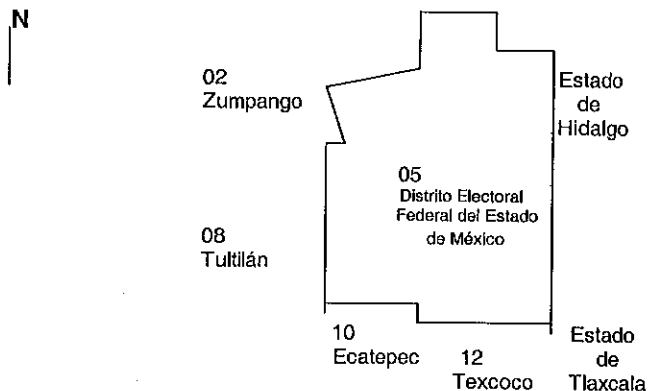 N
02
Zumpango
Estado
de
Hidalgo
05
Distrito Electoral
Federal del Estado
de México
08
Tultilán
10
Ecatepec
12
Texcoco
Estado
de
Tlaxcala